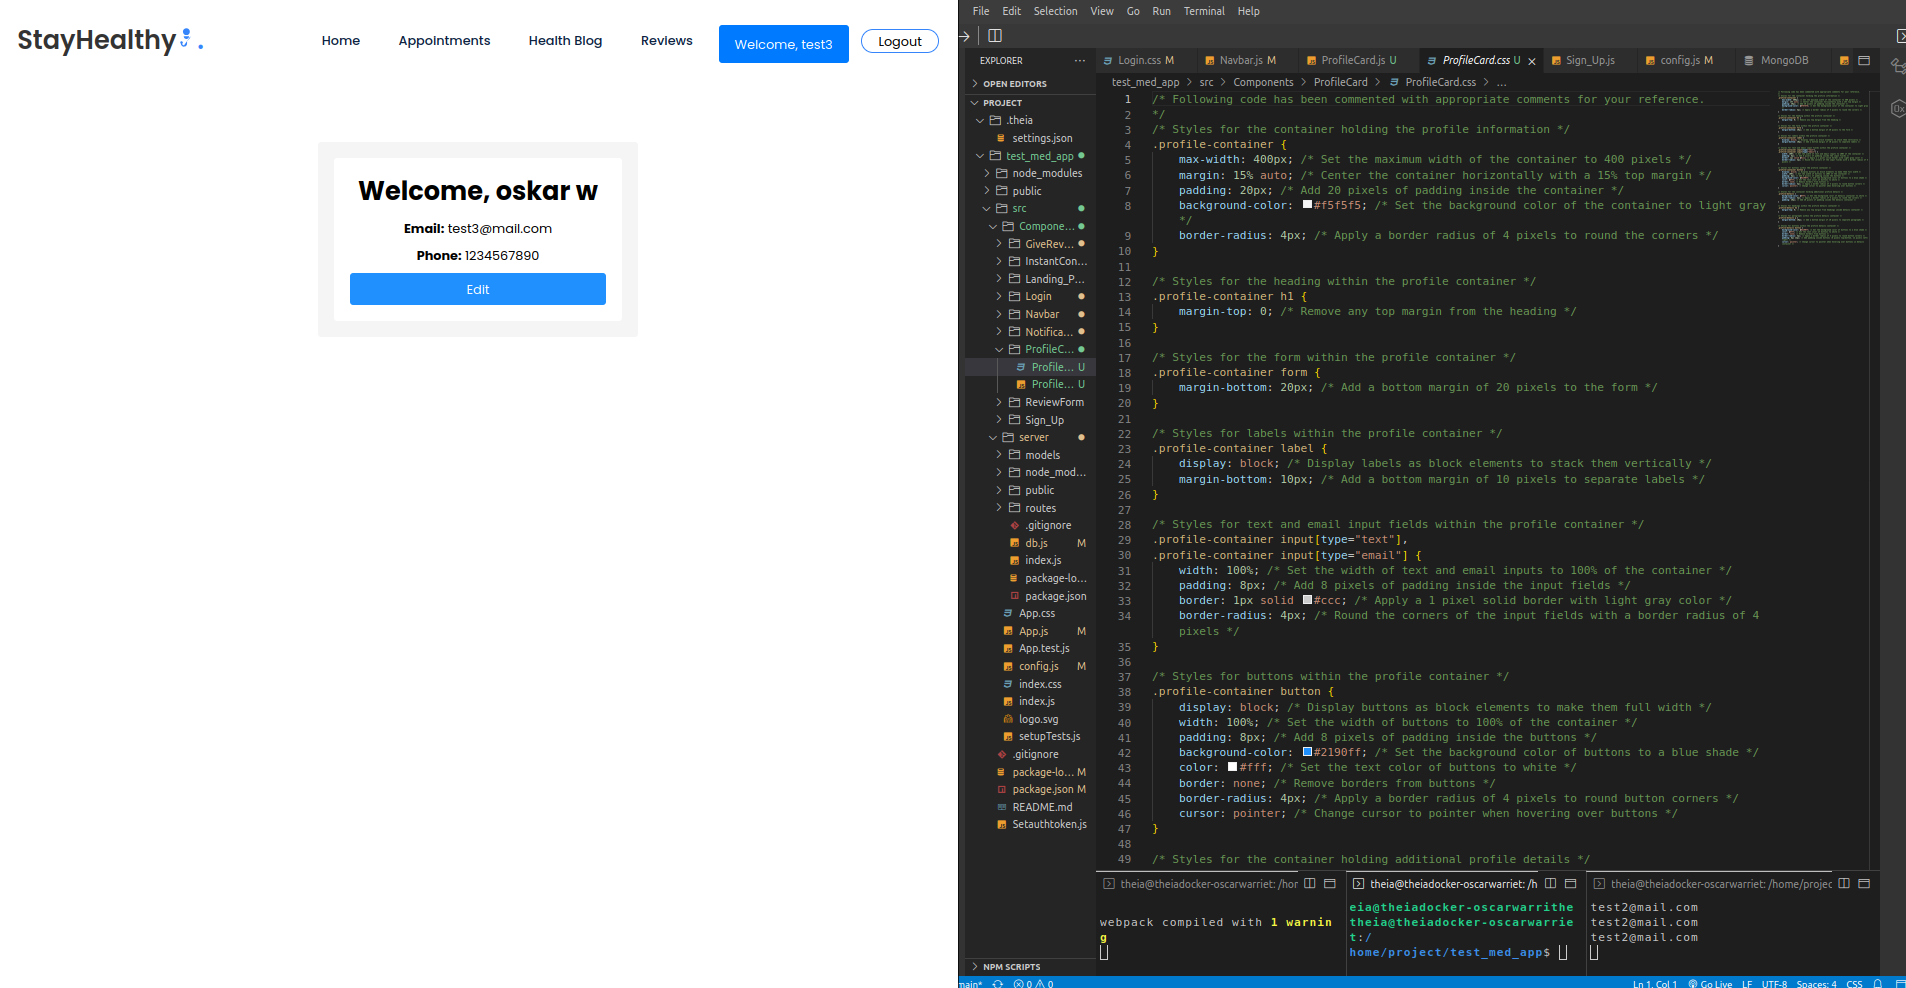 StayHealthy.
Home
Appointments
Health Blog
Reviews
Welcome, test3
Logout
Welcome, oskar w
Email: test3@mail.com
Phone: 1234567890
Edit
File Edit Selection View Go Run Terminal Help
EXPLORER
OPEN EDITORS
PROJECT
.theia
settings.json
test_med_app
node_modules
public
src
Compone...
GiveRev...
InstantCon...
Landing_P...
Login
Navbar
Notifica...
ProfileC...
Profile... U
Profile... U
ReviewForm
Sign_Up
server
models
node_mod...
public
routes
.gitignore
db.js M
index.js
package-lo...
package.json
App.css
App.js M
App.test.js
config.js M
index.css
index.js
logo.svg
setupTests.js
.gitignore
package-lo... M
package.json M
README.md
Setauthtoken.js
NPM SCRIPTS
Login.css M
Navbar.js M
ProfileCard.js U
ProfileCard.css U
Sign_Up.js
config.js M
MongoDB
test_med_app > src > Components > ProfileCard > ProfileCard.css > ...
1 /* Following code has been commented with appropriate comments for your reference.
2 */
3 /* Styles for the container holding the profile information */
4 .profile-container {
5 max-width: 400px; /* Set the maximum width of the container to 400 pixels */
6 margin: 15% auto; /* Center the container horizontally with a 15% top margin */
7 padding: 20px; /* Add 20 pixels of padding inside the container */
8 background-color: #f5f5f5; /* Set the background color of the container to light gray
*/
9 border-radius: 4px; /* Apply a border radius of 4 pixels to round the corners */
10 }
11
12 /* Styles for the heading within the profile container */
13 .profile-container h1 {
14 margin-top: 0; /* Remove any top margin from the heading */
15 }
16
17 /* Styles for the form within the profile container */
18 .profile-container form {
19 margin-bottom: 20px; /* Add a bottom margin of 20 pixels to the form */
20 }
21
22 /* Styles for labels within the profile container */
23 .profile-container label {
24 display: block; /* Display labels as block elements to stack them vertically */
25 margin-bottom: 10px; /* Add a bottom margin of 10 pixels to separate labels */
26 }
27
28 /* Styles for text and email input fields within the profile container */
29 .profile-container input[type="text"],
30 .profile-container input[type="email"] {
31 width: 100%; /* Set the width of text and email inputs to 100% of the container */
32 padding: 8px; /* Add 8 pixels of padding inside the input fields */
33 border: 1px solid #ccc; /* Apply a 1 pixel solid border with light gray color */
34 border-radius: 4px; /* Round the corners of the input fields with a border radius of 4
pixels */
35 }
36
37 /* Styles for buttons within the profile container */
38 .profile-container button {
39 display: block; /* Display buttons as block elements to make them full width */
40 width: 100%; /* Set the width of buttons to 100% of the container */
41 padding: 8px; /* Add 8 pixels of padding inside the buttons */
42 background-color: #2190ff; /* Set the background color of buttons to a blue shade */
43 color: #fff; /* Set the text color of buttons to white */
44 border: none; /* Remove borders from buttons */
45 border-radius: 4px; /* Apply a border radius of 4 pixels to round button corners */
46 cursor: pointer; /* Change cursor to pointer when hovering over buttons */
47 }
48
49 /* Styles for the container holding additional profile details */
theia@theiadocker-oscarwarriet: /hor
webpack compiled with 1 warnin
g
theia@theiadocker-oscarwarriet: /h
eia@theiadocker-oscarwarrithe
theia@theiadocker-oscarwarrie
t:/
home/project/test_med_app$
theia@theiadocker-oscarwarriet: /home/projec
test2@mail.com
test2@mail.com
test2@mail.com
main* 0 0
Ln 1, Col 1 Go Live LF UTF-8 Spaces: 4 CSS